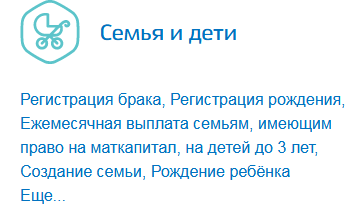 Семья и дети
Регистрация брака, Регистрация рождения,
Ежемесячная выплата семьям, имеющим
право на маткапитал, на детей до 3 лет,
Создание семьи, Рождение ребёнка
Еще...